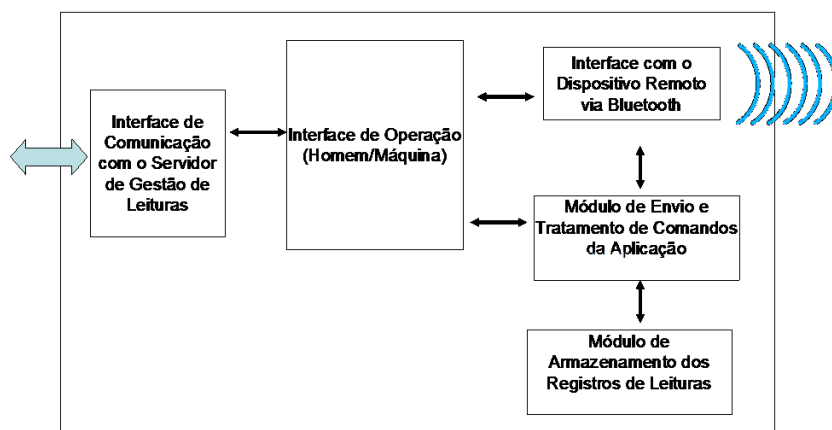 Interface de
Comunicação
com o Servidor
de Gestão de
Leituras
Interface de Operação
(Homem/Máquina)
Interface com o
Dispositivo Remoto
via Bluetooth
Módulo de Envio e
Tratamento de Comandos
da Aplicação
Módulo de
Armazenamento dos
Registros de Leituras